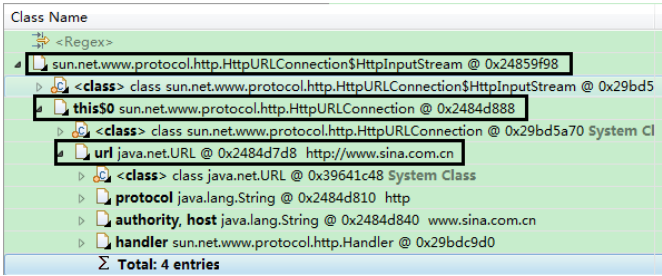 Class Name
<Regex>
sun.net.www.protocol.http.HttpURLConnection$HttpInputStream @ 0x24859f98
<class> class sun.net.www.protocol.http.HttpURLConnection$HttpInputStream @ 0x29bd5
this$0 sun.net.www.protocol.http.HttpURLConnection @ 0x2484d888
<class> class sun.net.www.protocol.http.HttpURLConnection @ 0x29bd5a70 System Cl
url java.net.URL @ 0x2484d7d8 http://www.sina.com.cn
<class> class java.net.URL @ 0x39641c48 System Class
protocol java.lang.String @ 0x2484d810 http
authority, host java.lang.String @ 0x2484d840 www.sina.com.cn
handler sun.net.www.protocol.http.Handler @ 0x29bdc9d0
Σ Total: 4 entries